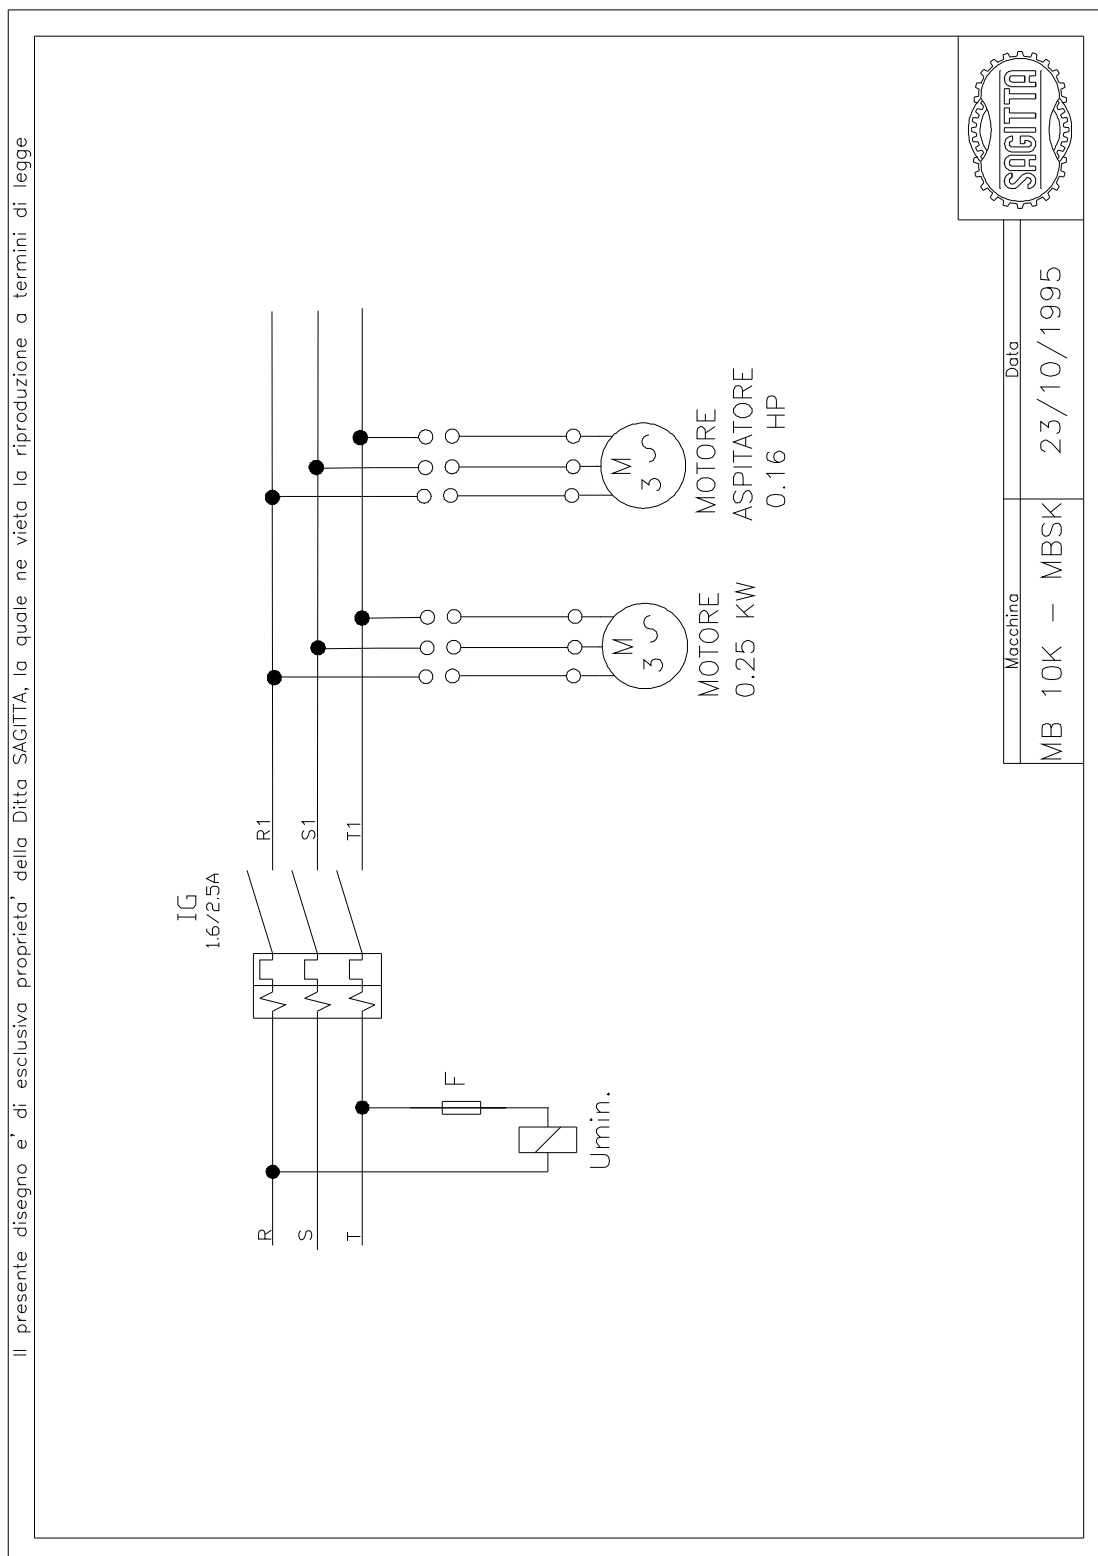 Il presente disegno e' di esclusiva proprieta' della Ditta SAGITTA, la quale ne vieta la riproduzione a termini di legge
IG
1.6/2.5A
R
S
T
R1
S1
T1
F
Umin.
M
3
MOTORE
0.25 KW
M
3
MOTORE
ASPITATORE
0.16 HP
Macchina
MB 10K – MBSK
Data
23/10/1995
SAGITTA